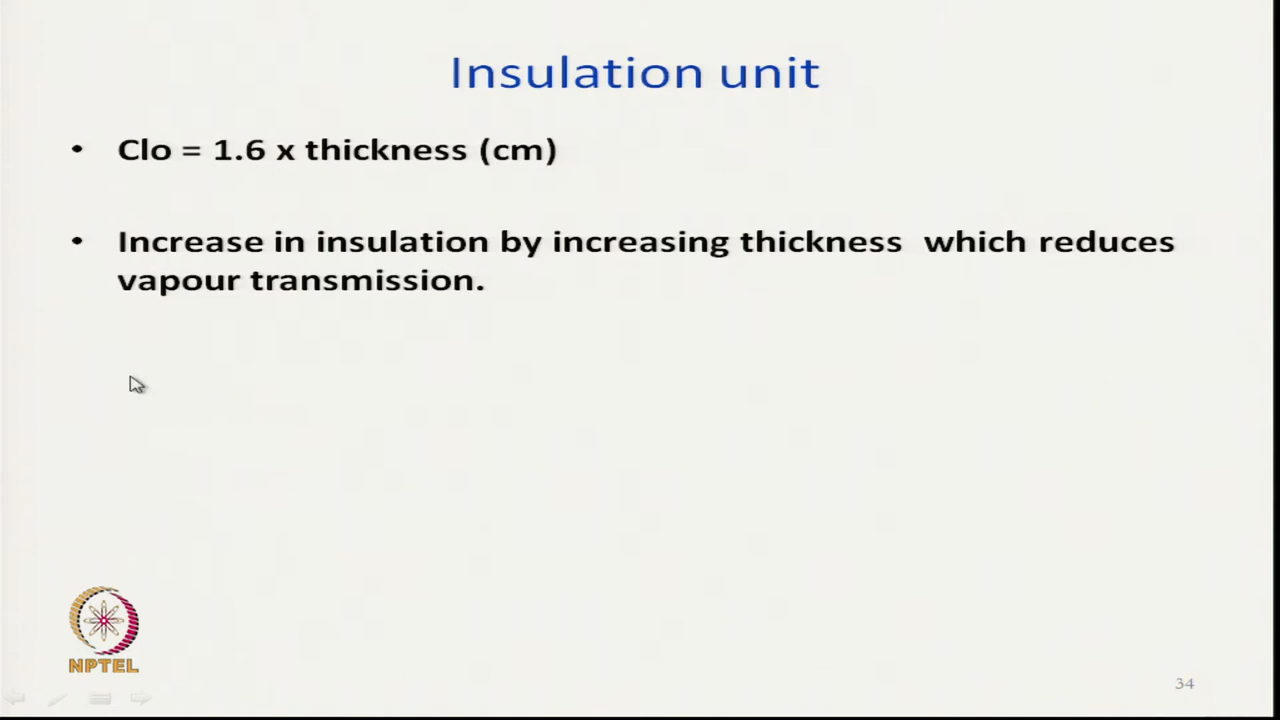 Insulation unit
• Clo = 1.6 x thickness (cm)
• Increase in insulation by increasing thickness which reduces
vapour transmission.
NPTEL
34